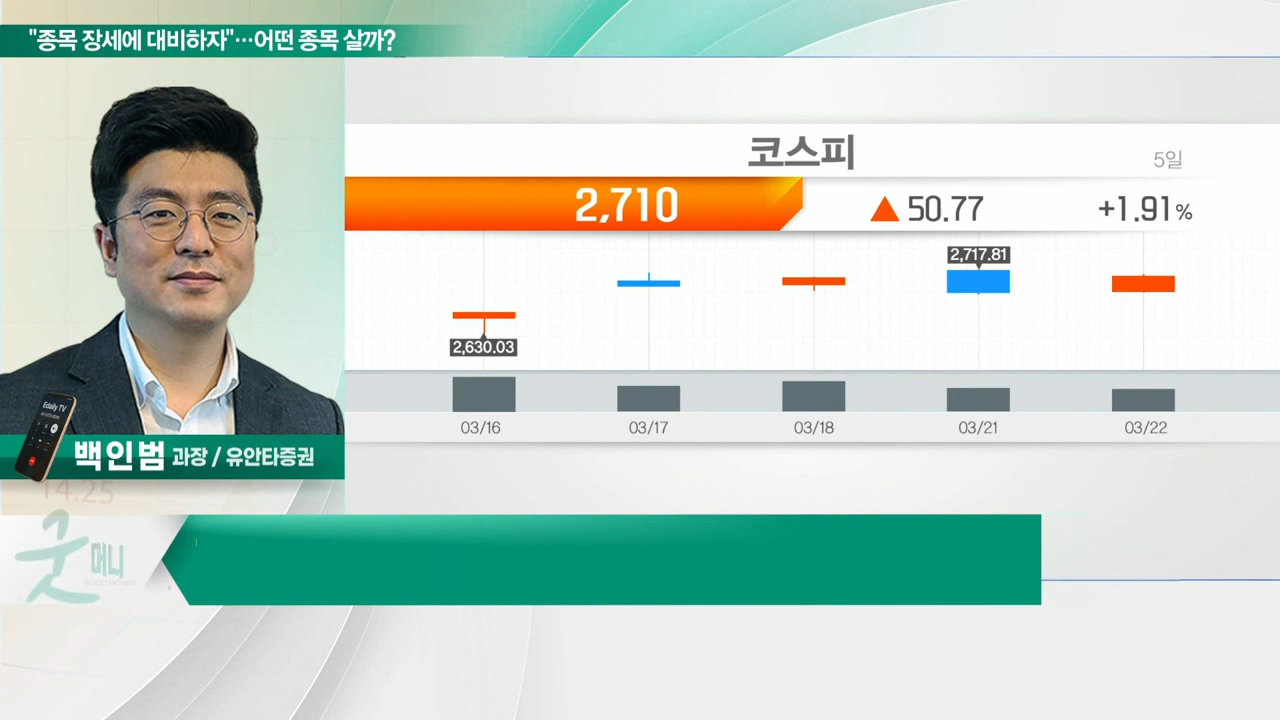 "종목 장세에 대비하자"…어떤 종목 살까?
코스피
5일
2,710 ▲ 50.77 +1.91%
2,717.81
2,630.03
03/16 03/17 03/18 03/21 03/22
Edaily TV
백인범 과장 / 유안타증권
14.25
굿머니